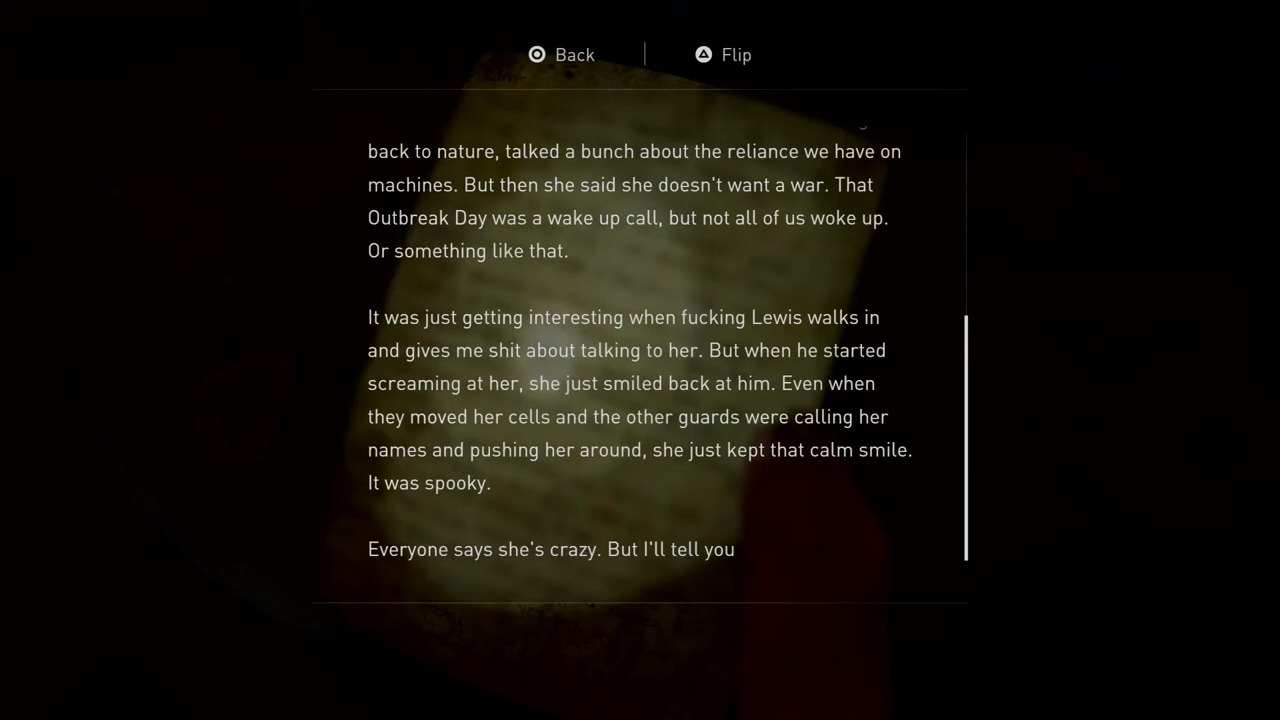 Back
Flip
back to nature, talked a bunch about the reliance we have on
machines. But then she said she doesn't want a war. That
Outbreak Day was a wake up call, but not all of us woke up.
Or something like that.
It was just getting interesting when fucking Lewis walks in
and gives me shit about talking to her. But when he started
screaming at her, she just smiled back at him. Even when
they moved her cells and the other guards were calling her
names and pushing her around, she just kept that calm smile.
It was spooky.
Everyone says she's crazy. But I'll tell you